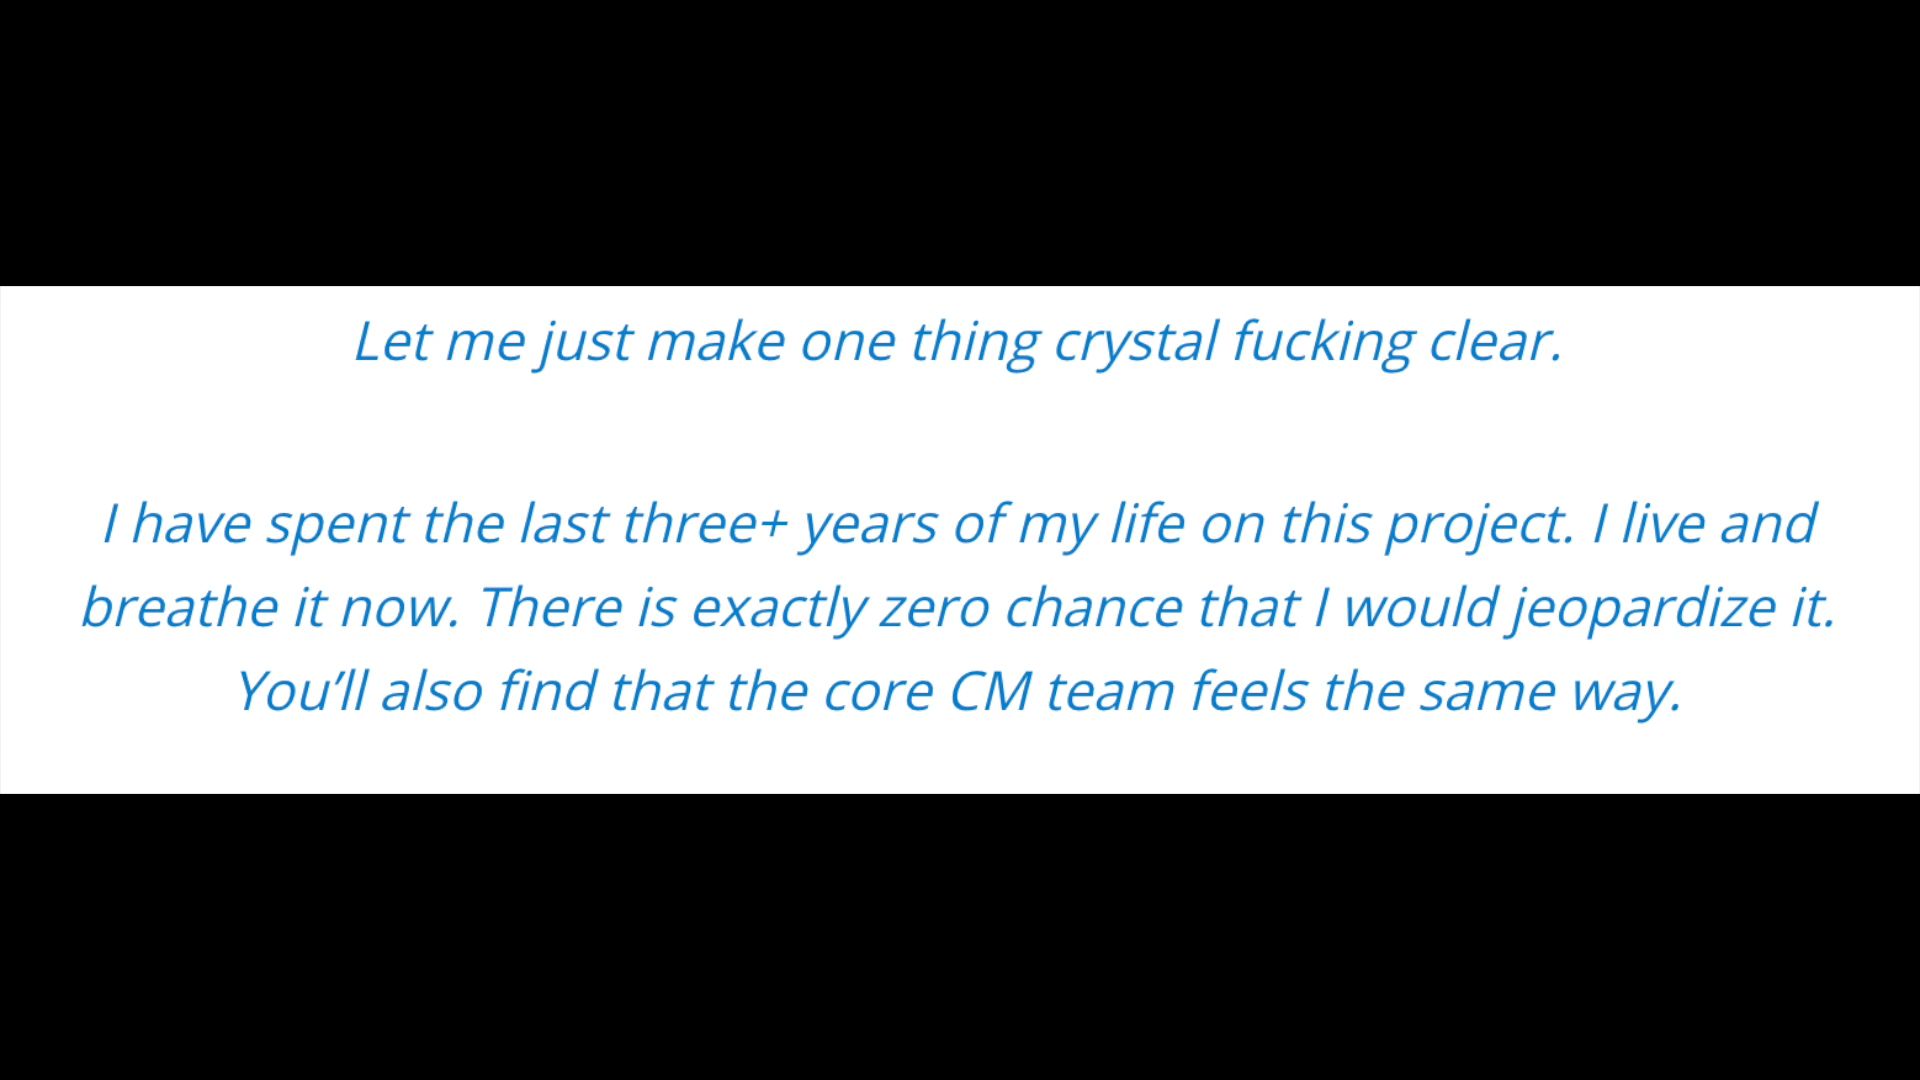 Let me just make one thing crystal fucking clear.
I have spent the last three+ years of my life on this project. I live and
breathe it now. There is exactly zero chance that I would jeopardize it.
You’ll also find that the core CM team feels the same way.